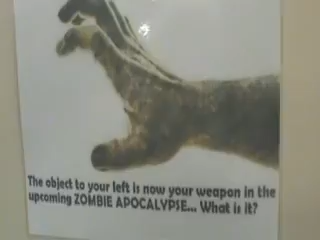 The object to your left is now your weapon in the
upcoming ZOMBIE APOCALYPSE... What is it?